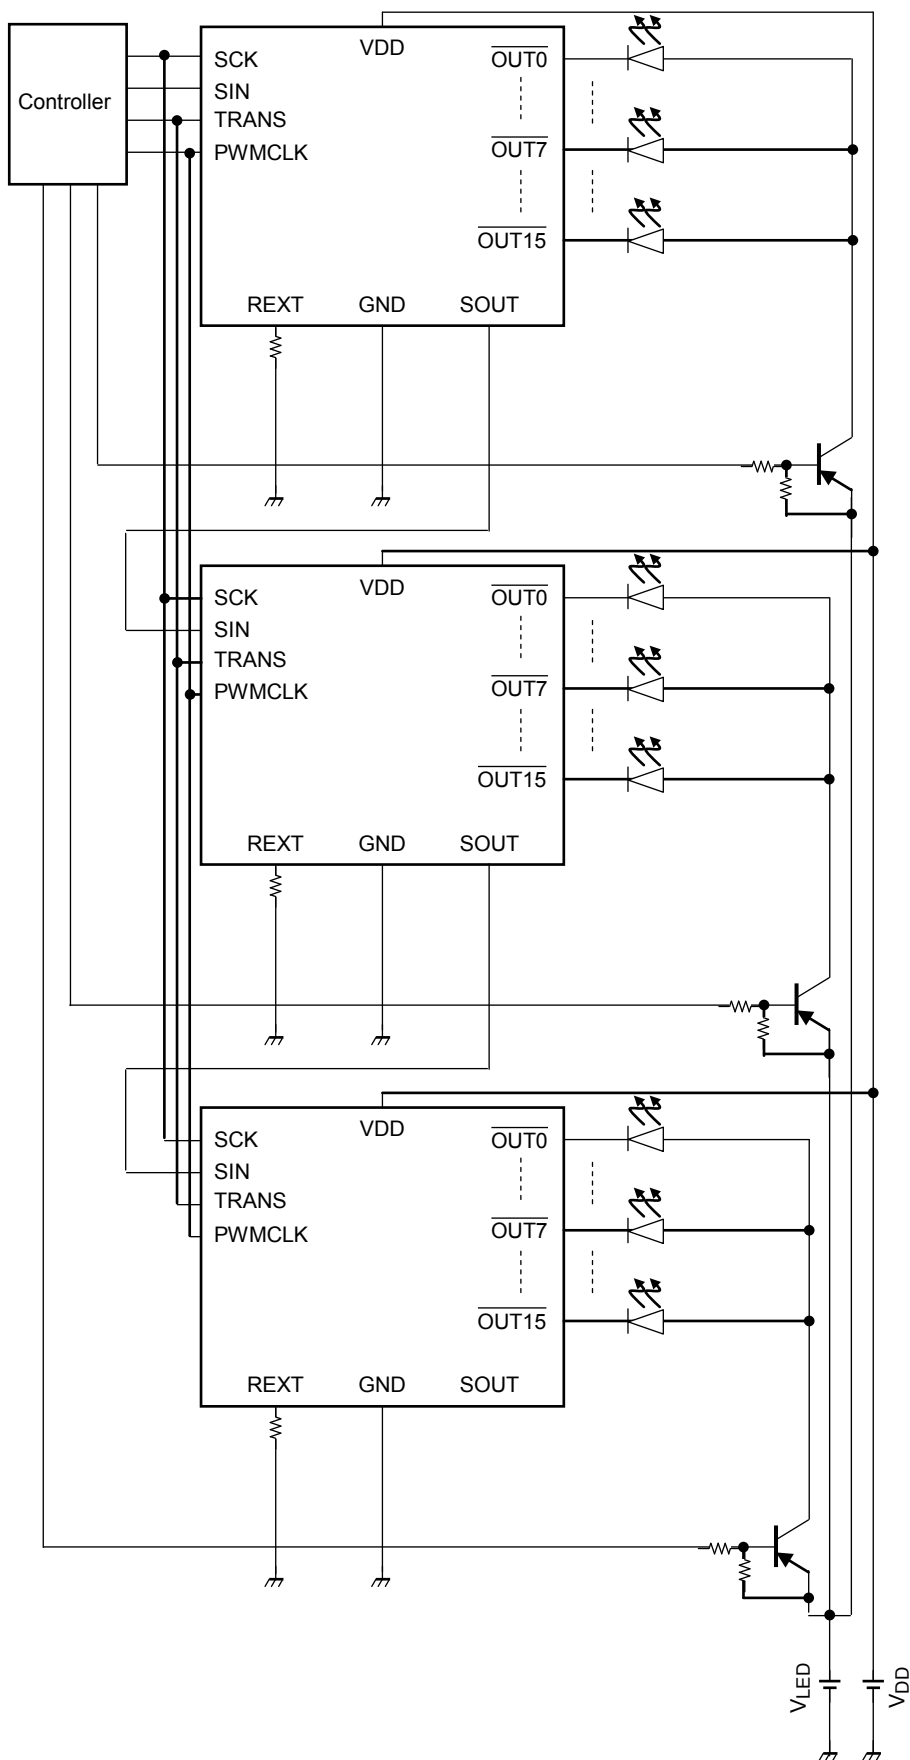 Controller
SCK
SIN
TRANS
PWMCLK
VDD
OUT0
OUT7
OUT15
REXT
GND
SOUT
SCK
SIN
TRANS
PWMCLK
VDD
OUT0
OUT7
OUT15
REXT
GND
SOUT
SCK
SIN
TRANS
PWMCLK
VDD
OUT0
OUT7
OUT15
REXT
GND
SOUT
VLED
VDD